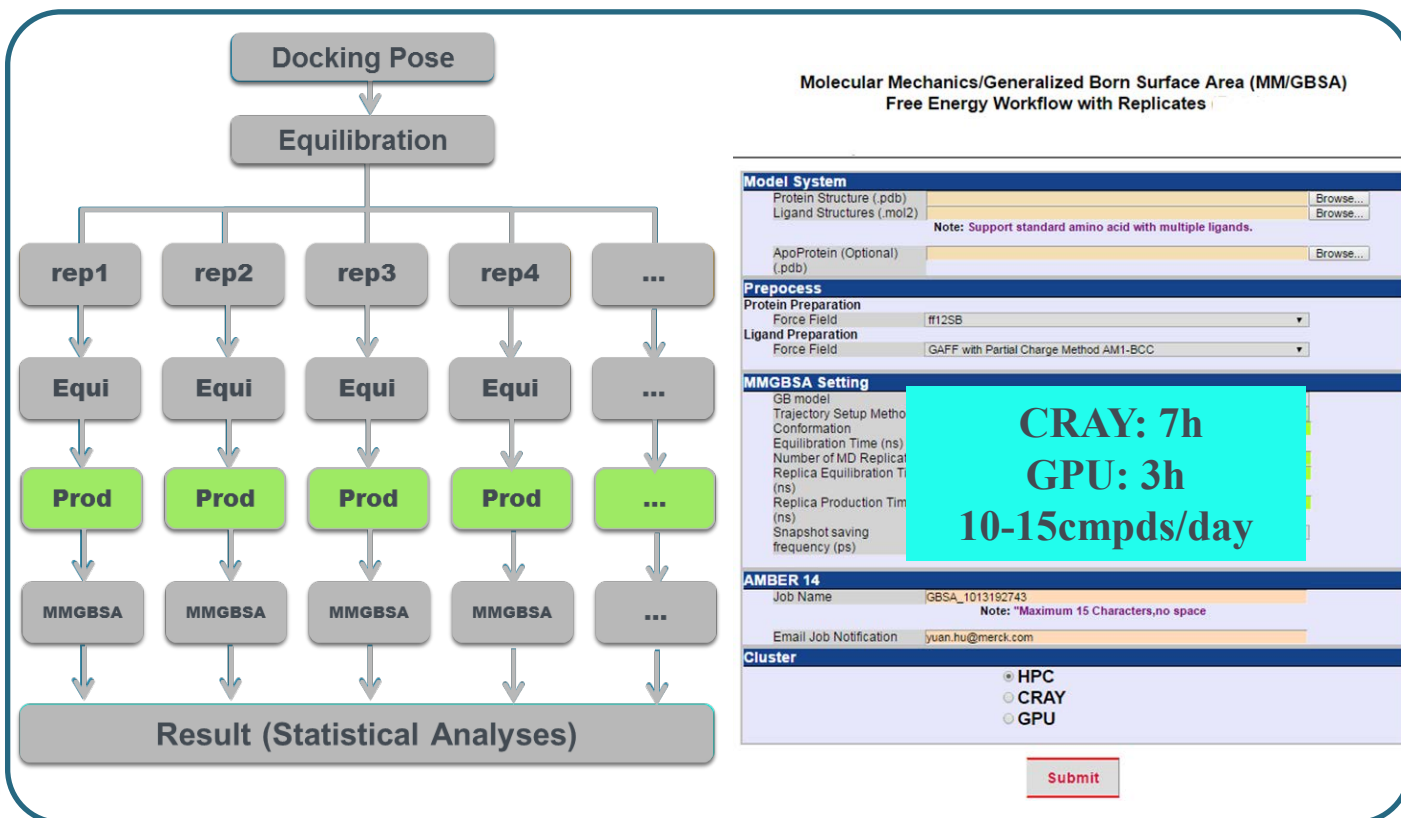 Docking Pose
Equilibration
rep1 rep2 rep3 rep4 ...
Equi Equi Equi Equi ...
Prod Prod Prod Prod ...
MMGBSA MMGBSA MMGBSA MMGBSA ...
Result (Statistical Analyses)
Molecular Mechanics/Generalized Born Surface Area (MM/GBSA)
Free Energy Workflow with Replicates
Model System
Protein Structure (.pdb) Browse...
Ligand Structures (.mol2) Browse...
Note: Support standard amino acid with multiple ligands.
ApoProtein (Optional) Browse...
(.pdb)
Prepocess
Protein Preparation
Force Field ff12SB
Ligand Preparation
Force Field GAFF with Partial Charge Method AM1-BCC
MMGBSA Setting
GB model
Trajectory Setup Metho
Conformation
Equilibration Time (ns)
Number of MD Replicat
Replica Equilibration Ti
(ns)
Replica Production Tim
(ns)
Snapshot saving
frequency (ps)
CRAY: 7h
GPU: 3h
10-15cmpds/day
AMBER 14
Job Name GBSA_1013192743
Note: "Maximum 15 Characters,no space
Email Job Notification yuan.hu@merck.com
Cluster
HPC
CRAY
GPU
Submit